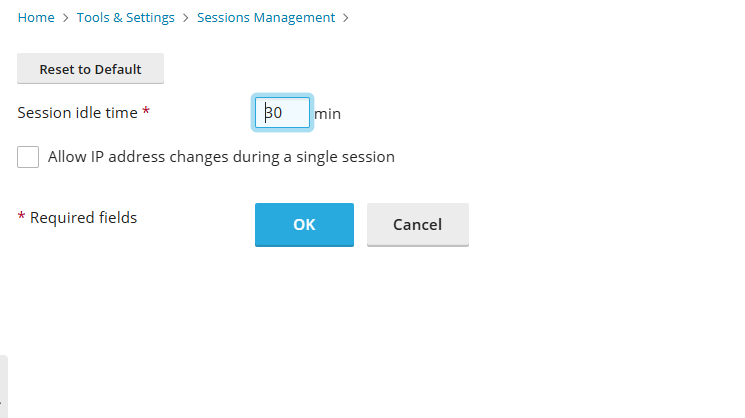 Home > Tools & Settings > Sessions Management >
Reset to Default
Session idle time * 30 min
Allow IP address changes during a single session
* Required fields OK Cancel